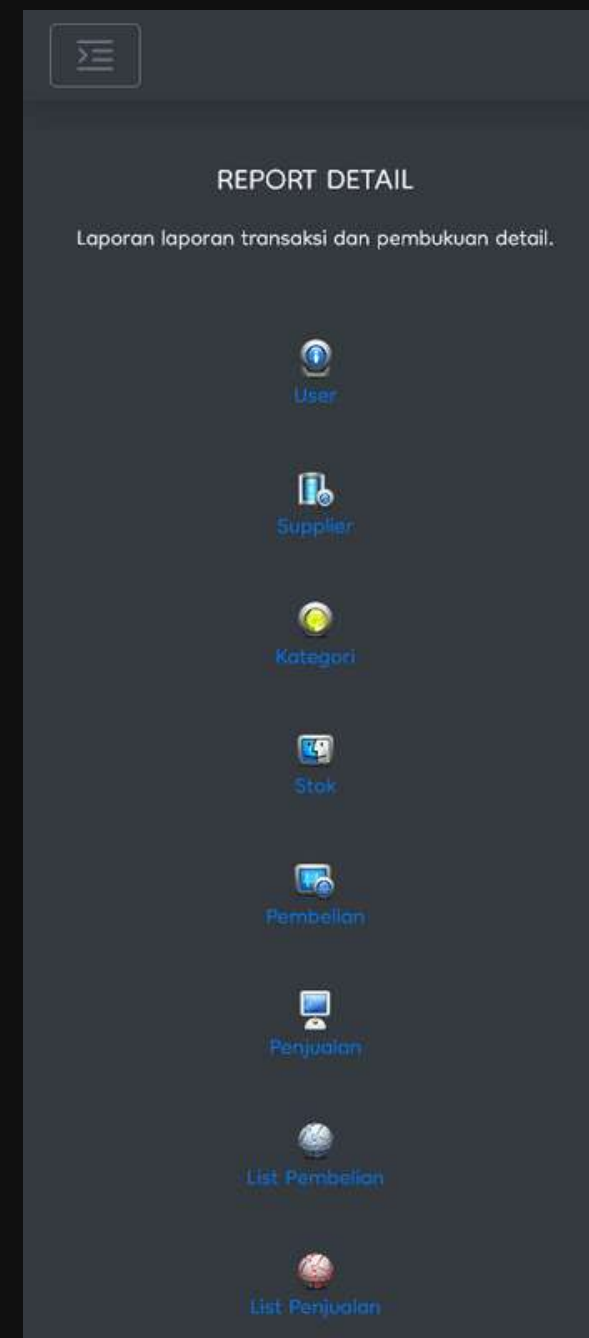 REPORT DETAIL
Laporan laporan transaksi dan pembukuan detail.
User
Supplier
Kategori
Stok
Pembelian
Penjualan
List Pembelian
List Penjualan